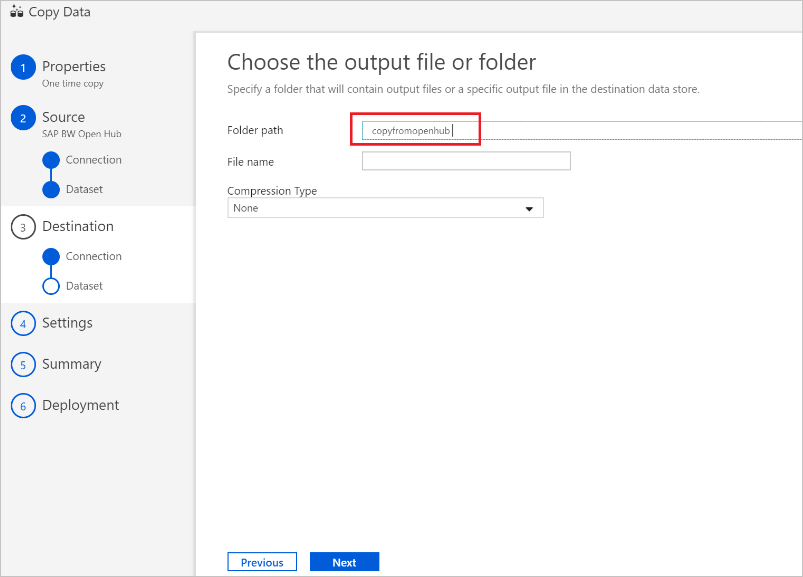 Copy Data
1 Properties
One time copy
2 Source
SAP BW Open Hub
Connection
Dataset
3 Destination
Connection
Dataset
4 Settings
5 Summary
6 Deployment
Choose the output file or folder
Specify a folder that will contain output files or a specific output file in the destination data store.
Folder path copyfromopenhub
File name
Compression Type
None
Previous Next